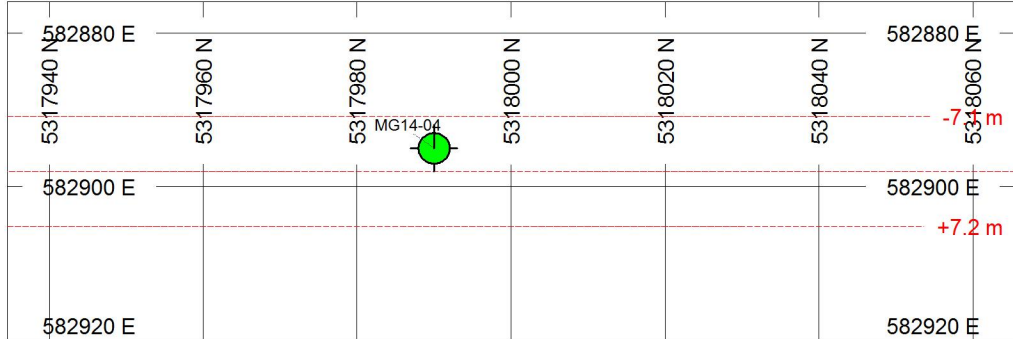 582880 E
582880 E
5317940 N
5317960 N
5317980 N
5318000 N
5318020 N
5318040 N
5318060 N
-7.1 m
MG14-04
582900 E
582900 E
+7.2 m
582920 E
582920 E